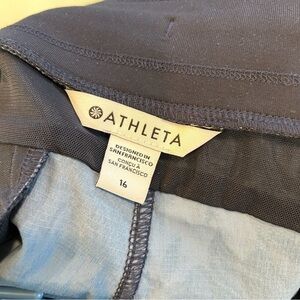 ATHLETA
DESIGNED IN
SAN FRANCISCO
CONÇU À
SAN FRANCISCO
16